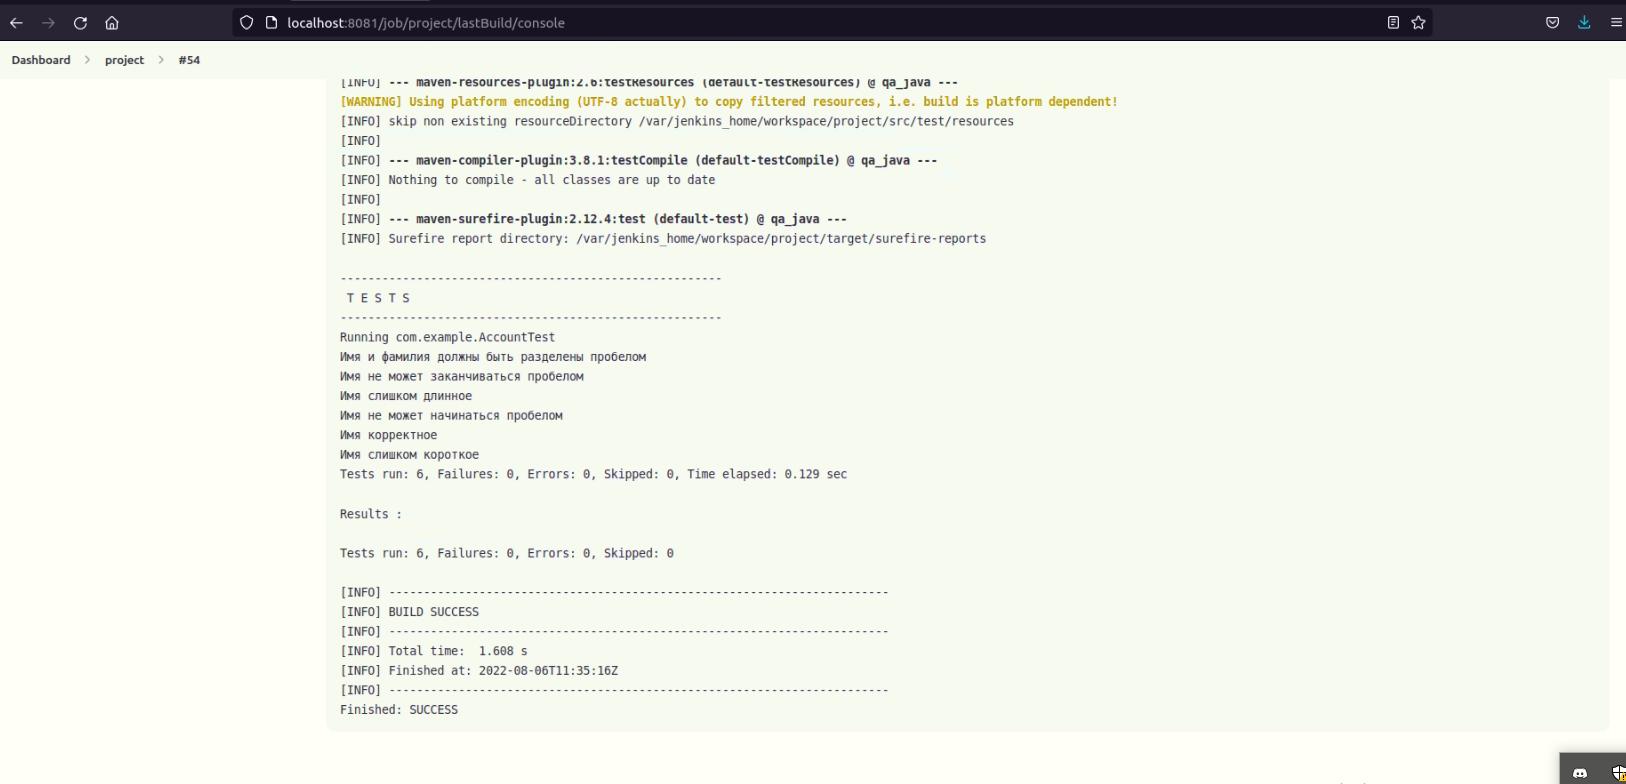 localhost:8081/job/project/lastBuild/console
Dashboard > project > #54
[INFO] --- maven-resources-plugin:2.6:testResources (default-testResources) @ qa_java ---
[WARNING] Using platform encoding (UTF-8 actually) to copy filtered resources, i.e. build is platform dependent!
[INFO] skip non existing resourceDirectory /var/jenkins_home/workspace/project/src/test/resources
[INFO]
[INFO] --- maven-compiler-plugin:3.8.1:testCompile (default-testCompile) @ qa_java ---
[INFO] Nothing to compile - all classes are up to date
[INFO]
[INFO] --- maven-surefire-plugin:2.12.4:test (default-test) @ qa_java ---
[INFO] Surefire report directory: /var/jenkins_home/workspace/project/target/surefire-reports
-------------------------------------------------------
T E S T S
-------------------------------------------------------
Running com.example.AccountTest
Имя и фамилия должны быть разделены пробелом
Имя не может заканчиваться пробелом
Имя слишком длинное
Имя не может начинаться пробелом
Имя корректное
Имя слишком короткое
Tests run: 6, Failures: 0, Errors: 0, Skipped: 0, Time elapsed: 0.129 sec
Results :
Tests run: 6, Failures: 0, Errors: 0, Skipped: 0
[INFO] ------------------------------------------------------------------------
[INFO] BUILD SUCCESS
[INFO] ------------------------------------------------------------------------
[INFO] Total time:  1.608 s
[INFO] Finished at: 2022-08-06T11:35:16Z
[INFO] ------------------------------------------------------------------------
Finished: SUCCESS